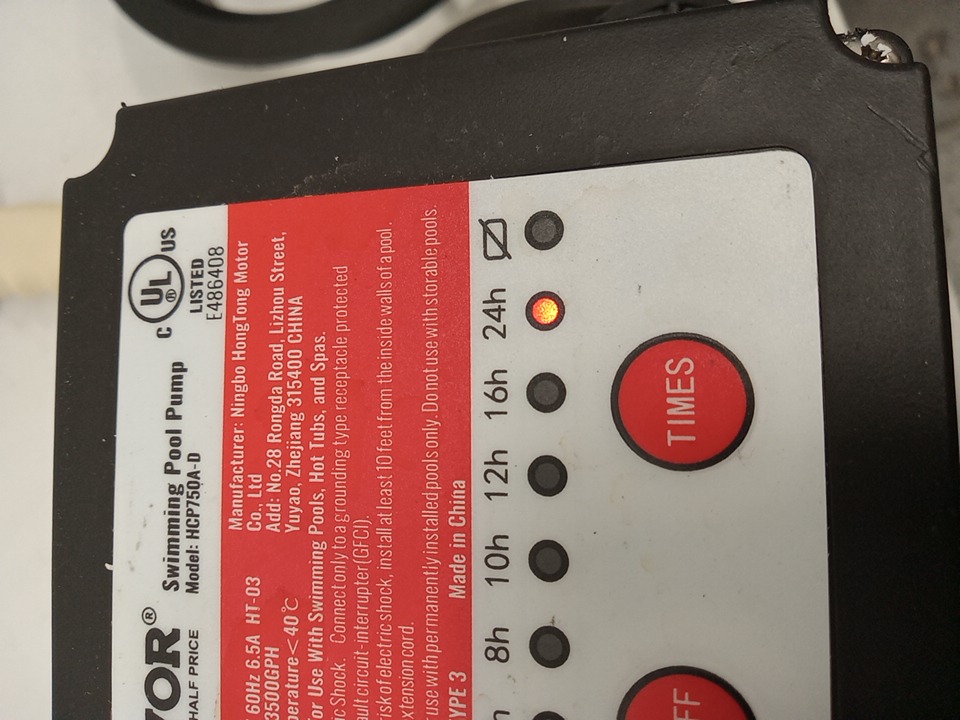 VOR®
HALF PRICE
Swimming Pool Pump
Model: HCP750A-D
C UL® US
LISTED
E486408
60Hz 6.5A HT-03
3500GPH
Manufacturer: Ningbo HongTong Motor
Co., Ltd
Add: No.28 Rongda Road, Lizhou Street,
Yuyao, Zhejiang 315400 CHINA
perature<40℃
or Use With Swimming Pools, Hot Tubs, and Spas.
ic Shock. Connect only to a grounding type receptacle protected
ault circuit-interrupter(GFCI).
risk of electric shock, install at least 10 feet from the inside walls of a pool.
xtension cord.
r use with permanently installed pools only. Do not use with storable pools.
YPE 3 Made in China
h 8h 10h 12h 16h 24h
FF TIMES